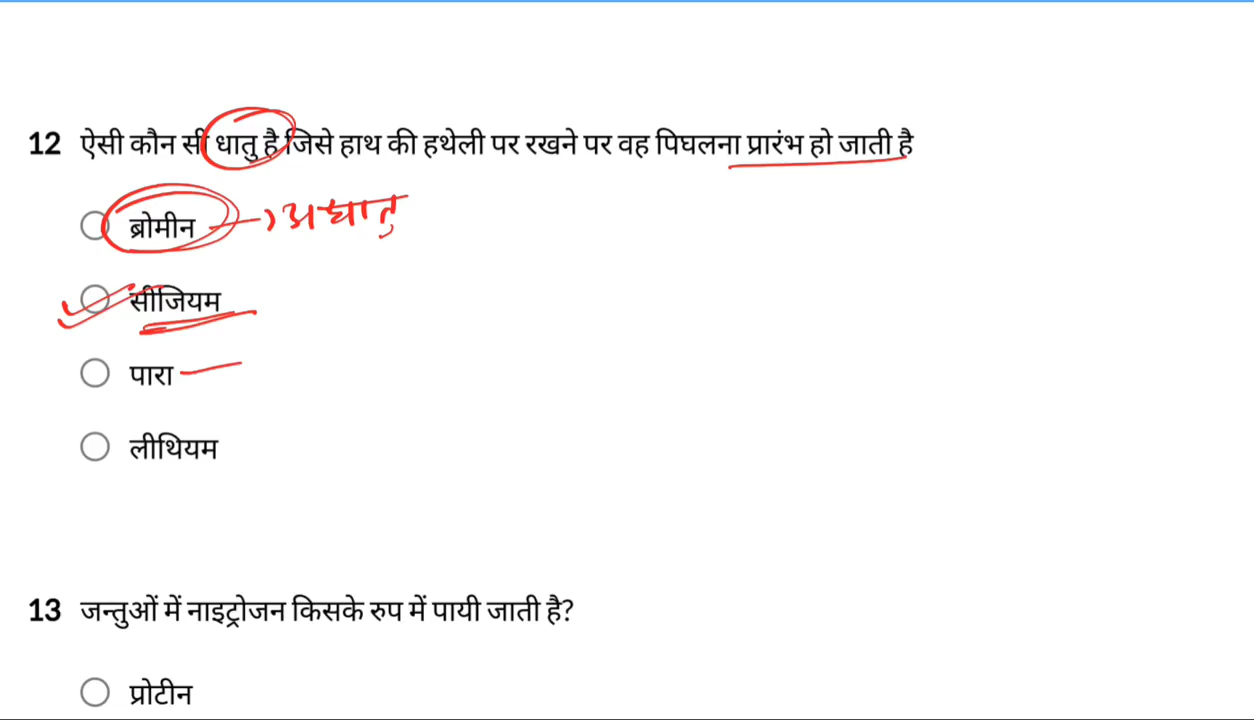 12 ऐसी कौन सी धातु है जिसे हाथ की हथेली पर रखने पर वह पिघलना प्रारंभ हो जाती है
ब्रोमीन → अधातु
सीजियम
पारा
लीथियम
13 जन्तुओं में नाइट्रोजन किसके रुप में पायी जाती है?
प्रोटीन